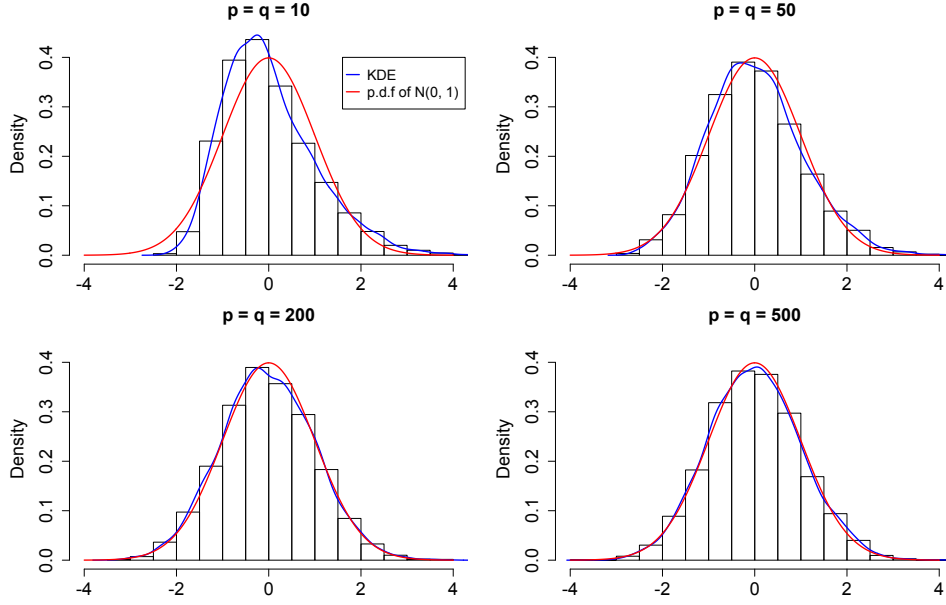 p = q = 10
Density
0.0 0.1 0.2 0.3 0.4
-4 -2 0 2 4
KDE
p.d.f of N(0, 1)
p = q = 50
Density
0.0 0.1 0.2 0.3 0.4
-4 -2 0 2 4
p = q = 200
Density
0.0 0.1 0.2 0.3 0.4
-4 -2 0 2 4
p = q = 500
Density
0.0 0.1 0.2 0.3 0.4
-4 -2 0 2 4